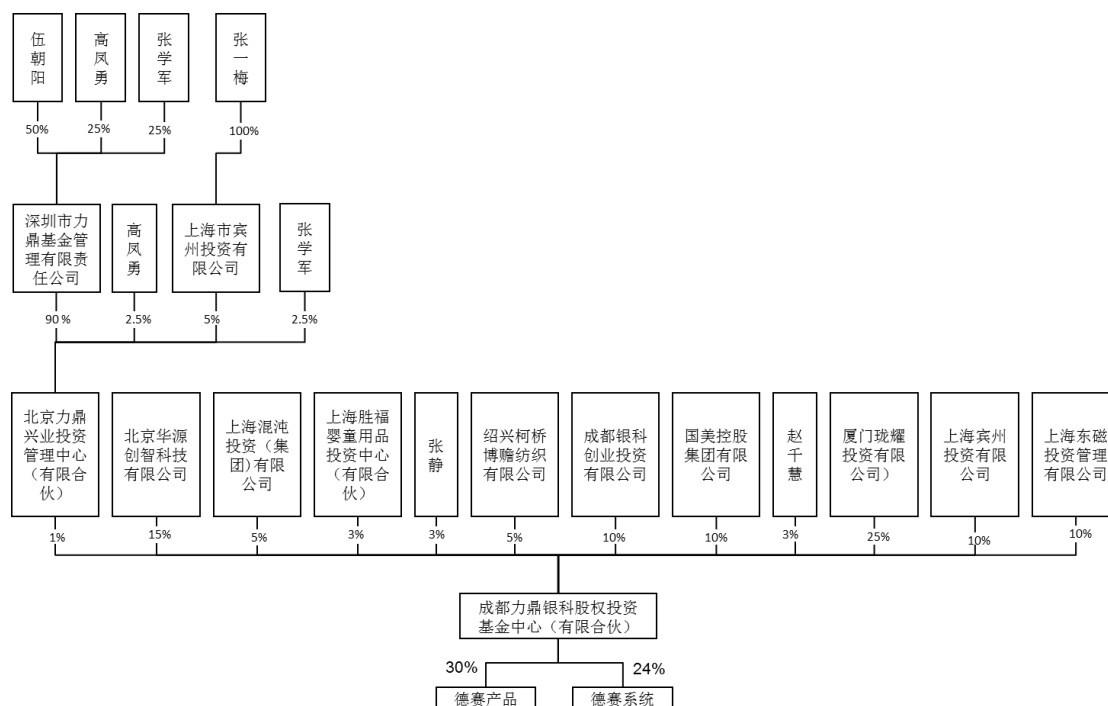 伍朝阳
高凤勇
张学军
张一梅
50%
25%
25%
100%
深圳市力
鼎基金管
理有限责
任公司
高凤勇
上海市宾
州投资有
限公司
张学军
90%
2.5%
5%
2.5%
北京力鼎
兴业投资
管理中心
（有限合
伙）
北京华源
创智科技
有限公司
上海混沌
投资（集
团)有限公
司
上海胜福
婴童用品
投资中心
（有限合
伙）
张静
绍兴柯桥
博赡纺织
有限公司
成都银科
创业投资
有限公司
国美控股
集团有限
公司
赵千慧
厦门珑耀
投资有限
公司）
上海宾州
投资有限
公司
上海东磁
投资管理
有限公司
1%
15%
5%
3%
3%
5%
10%
10%
3%
25%
10%
10%
成都力鼎银科股权投资
基金中心（有限合伙）
30%
24%
德赛产品
德赛系统